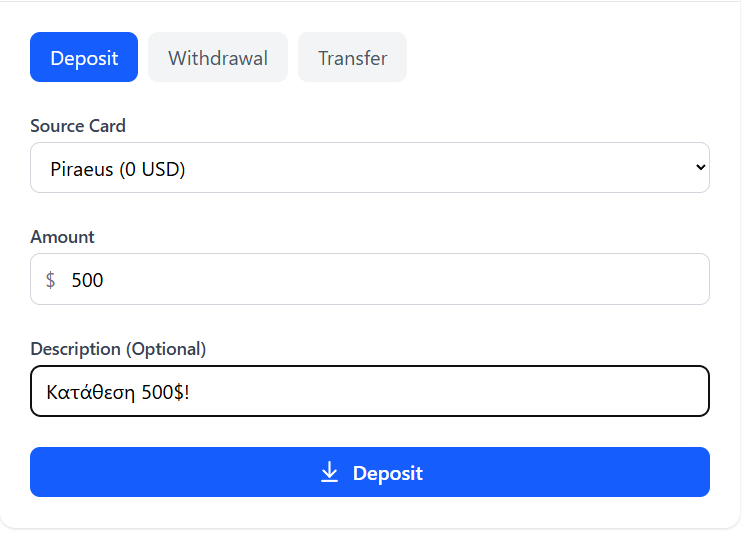 Deposit Withdrawal Transfer
Source Card
Piraeus (0 USD)
Amount
$ 500
Description (Optional)
Κατάθεση 500$!
Deposit